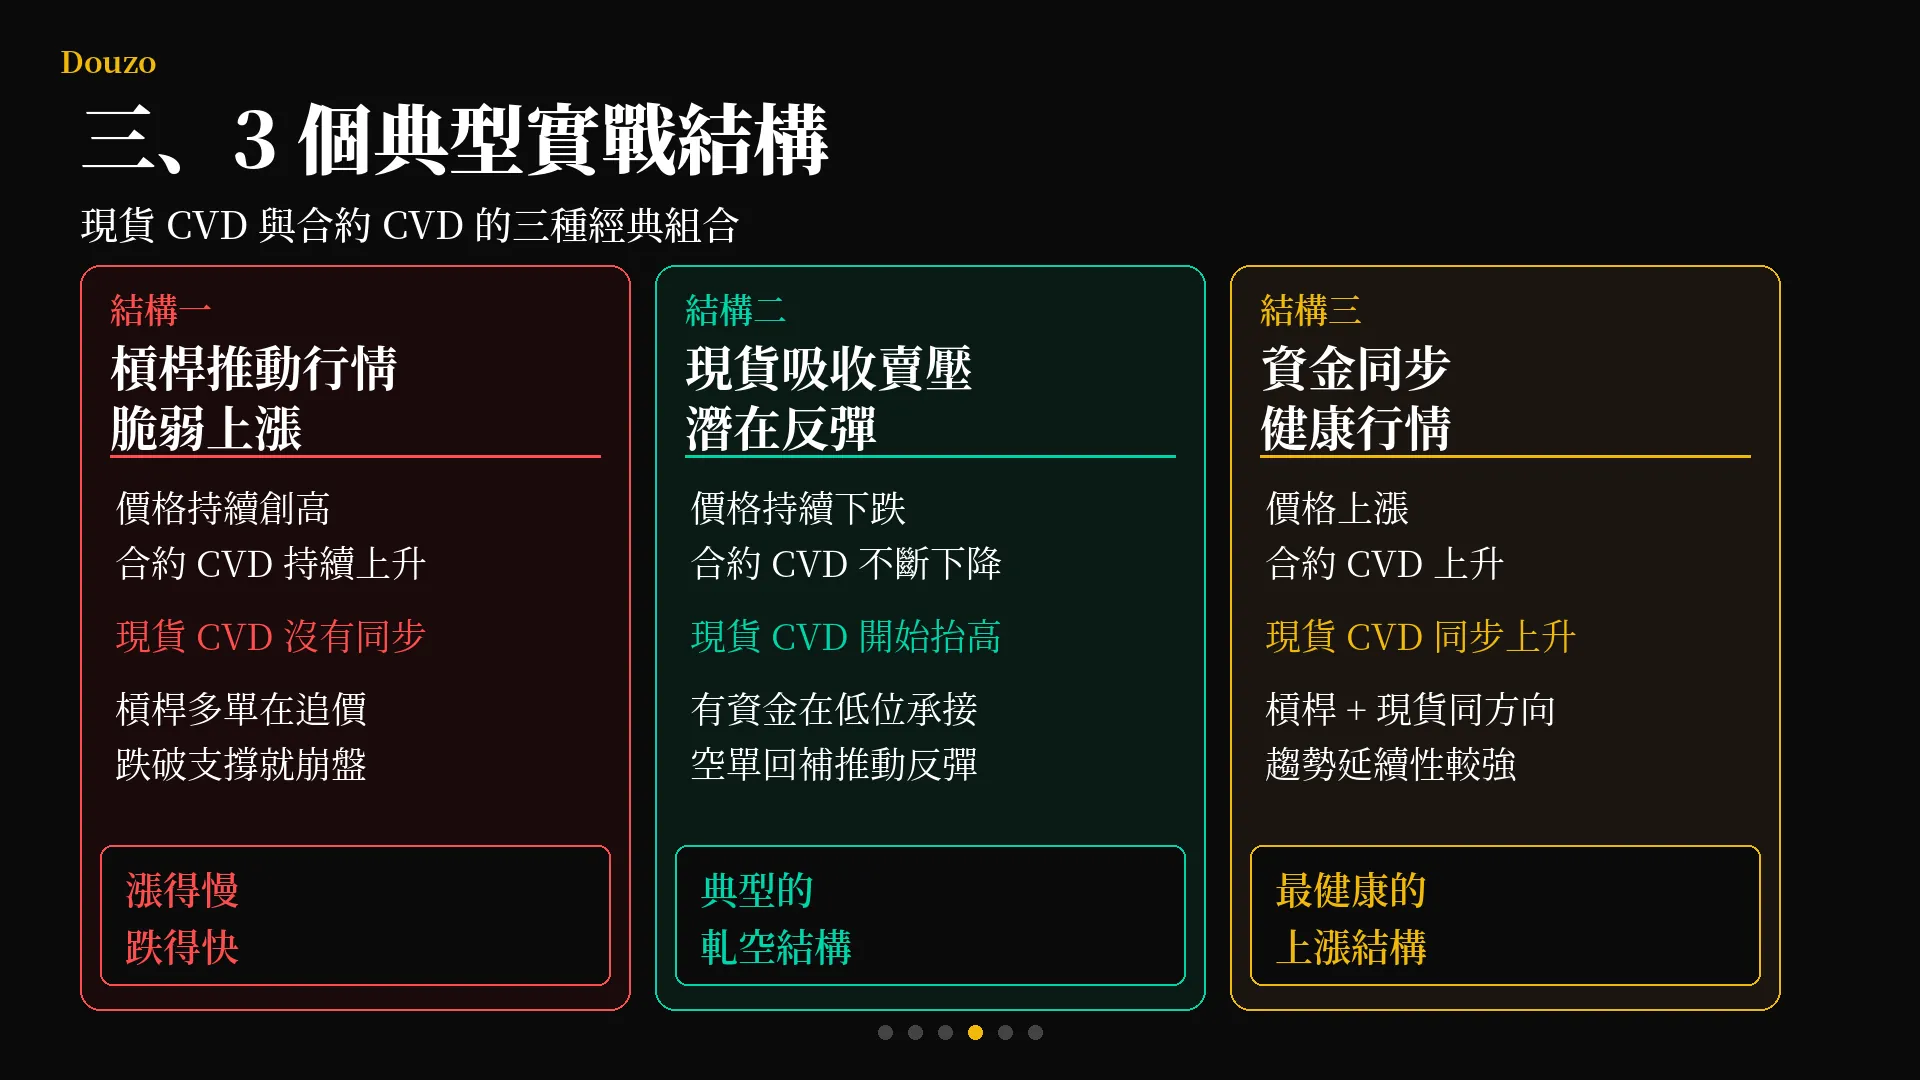 Douzo
三、3 個典型實戰結構
現貨 CVD 與合約 CVD 的三種經典組合
結構一
槓桿推動行情
脆弱上漲
價格持續創高
合約 CVD 持續上升
現貨 CVD 沒有同步
槓桿多單在追價
跌破支撐就崩盤
漲得慢
跌得快
結構二
現貨吸收賣壓
潛在反彈
價格持續下跌
合約 CVD 不斷下降
現貨 CVD 開始抬高
有資金在低位承接
空單回補推動反彈
典型的
軋空結構
結構三
資金同步
健康行情
價格上漲
合約 CVD 上升
現貨 CVD 同步上升
槓桿 + 現貨同方向
趨勢延續性較強
最健康的
上漲結構